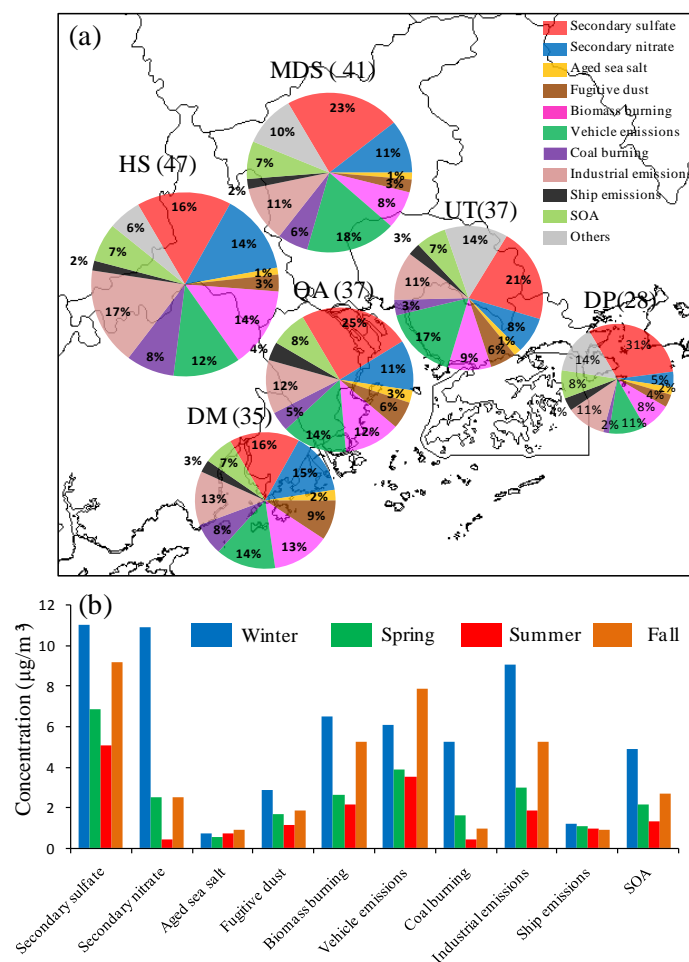 (a)
Secondary sulfate
Secondary nitrate
Aged sea salt
Fugitive dust
Biomass burning
Vehicle emissions
Coal burning
Industrial emissions
Ship emissions
SOA
Others
MDS ( 41)
23%
11%
1%
3%
8%
18%
6%
11%
2%
7%
10%
HS (47)
16%
14%
1%
3%
14%
12%
8%
17%
2%
7%
6%
UT(37)
14%
21%
8%
1%
6%
9%
17%
3%
11%
3%
7%
QA (37)
25%
11%
3%
6%
12%
14%
5%
12%
4%
8%
DP(28)
31%
5%
2%
4%
8%
11%
2%
11%
4%
8%
14%
DM (35)
16%
15%
2%
9%
13%
14%
8%
13%
3%
7%
(b)
Winter
Spring
Summer
Fall
Concentration (µg/m³)
12
10
8
6
4
2
0
Secondary sulfate
Secondary nitrate
Aged sea salt
Fugitive dust
Biomass burning
Vehicle emissions
Coal burning
Industrial emissions
Ship emissions
SOA